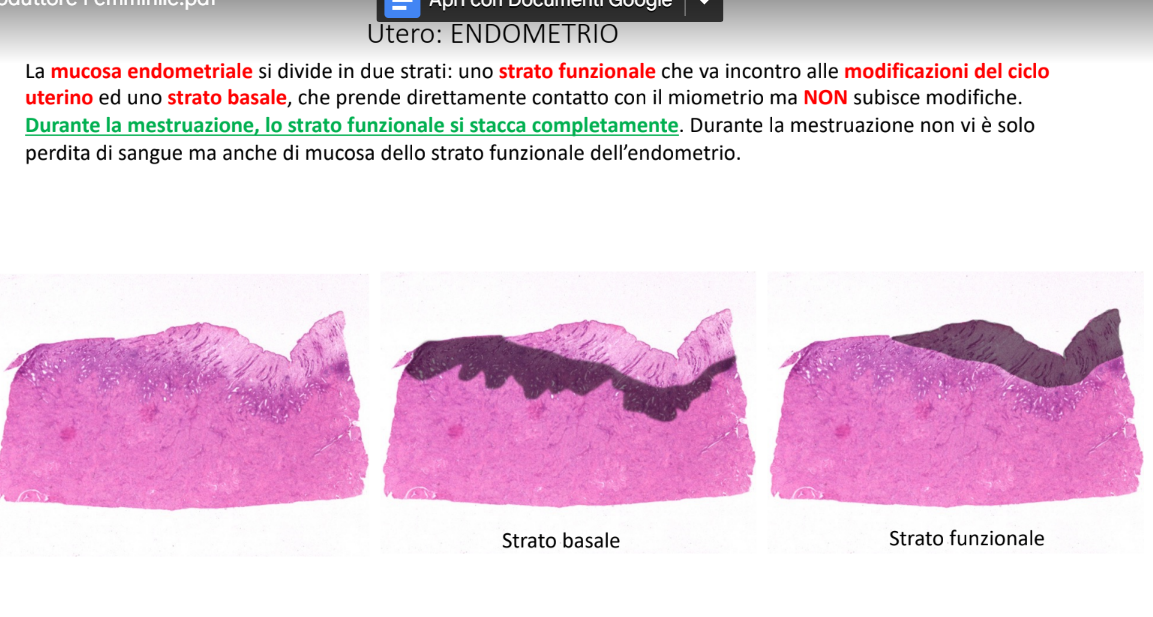 oduttore Femminile.pdf
Apri con Documenti Google
Utero: ENDOMETRIO
La mucosa endometriale si divide in due strati: uno strato funzionale che va incontro alle modificazioni del ciclo
uterino ed uno strato basale, che prende direttamente contatto con il miometrio ma NON subisce modifiche.
Durante la mestruazione, lo strato funzionale si stacca completamente. Durante la mestruazione non vi è solo
perdita di sangue ma anche di mucosa dello strato funzionale dell’endometrio.
Strato basale
Strato funzionale